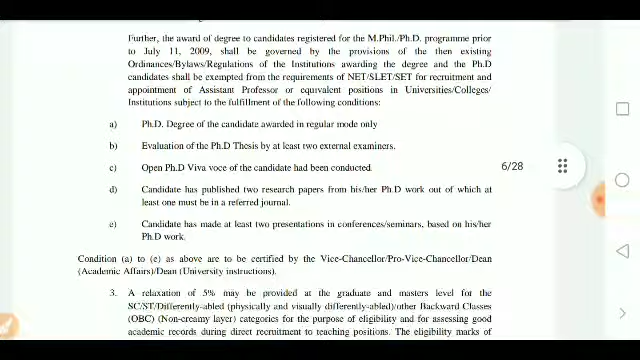 Further, the award of degree to candidates registered for the M.Phil./Ph.D. programme prior
to July 11, 2009, shall be governed by the provisions of the then existing
Ordinances/Bylaws/Regulations of the Institutions awarding the degree and the Ph.D
candidates shall be exempted from the requirements of NET/SLET/SET for recruitment and
appointment of Assistant Professor or equivalent positions in Universities/Colleges/
Institutions subject to the fulfillment of the following conditions:
a) Ph.D. Degree of the candidate awarded in regular mode only
b) Evaluation of the Ph.D Thesis by at least two external examiners.
c) Open Ph.D Viva voce of the candidate had been conducted.
6/28
d) Candidate has published two research papers from his/her Ph.D work out of which at
least one must be in a referred journal.
e) Candidate has made at least two presentations in conferences/seminars, based on his/her
Ph.D work.
Condition (a) to (e) as above are to be certified by the Vice-Chancellor/Pro-Vice-Chancellor/Dean
(Academic Affairs)/Dean (University instructions).
3. A relaxation of 5% may be provided at the graduate and masters level for the
SC/ST/Differently-abled (physically and visually differently-abled)/other Backward Classes
(OBC) (Non-creamy layer) categories for the purpose of eligibility and for assessing good
academic records during direct recruitment to teaching positions. The eligibility marks of